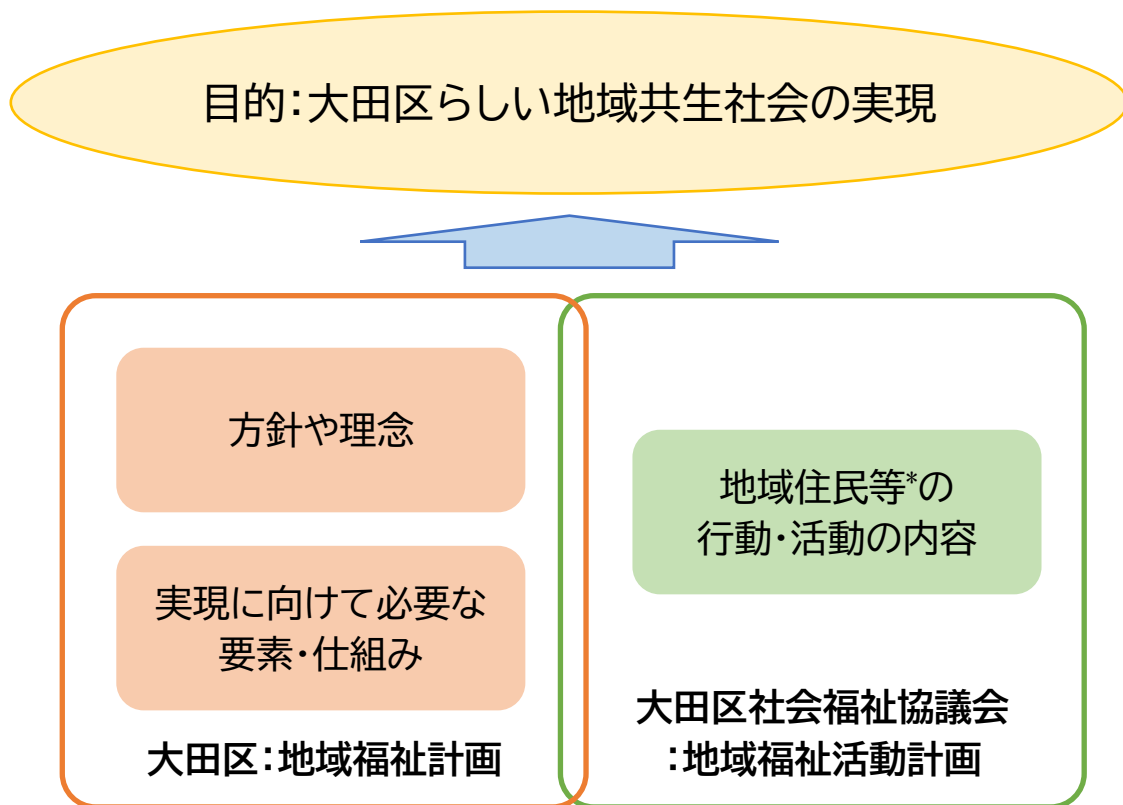 目的：大田区らしい地域共生社会の実現
方針や理念
実現に向けて必要な
要素・仕組み
大田区：地域福祉計画
地域住民等*の
行動・活動の内容
大田区社会福祉協議会
：地域福祉活動計画